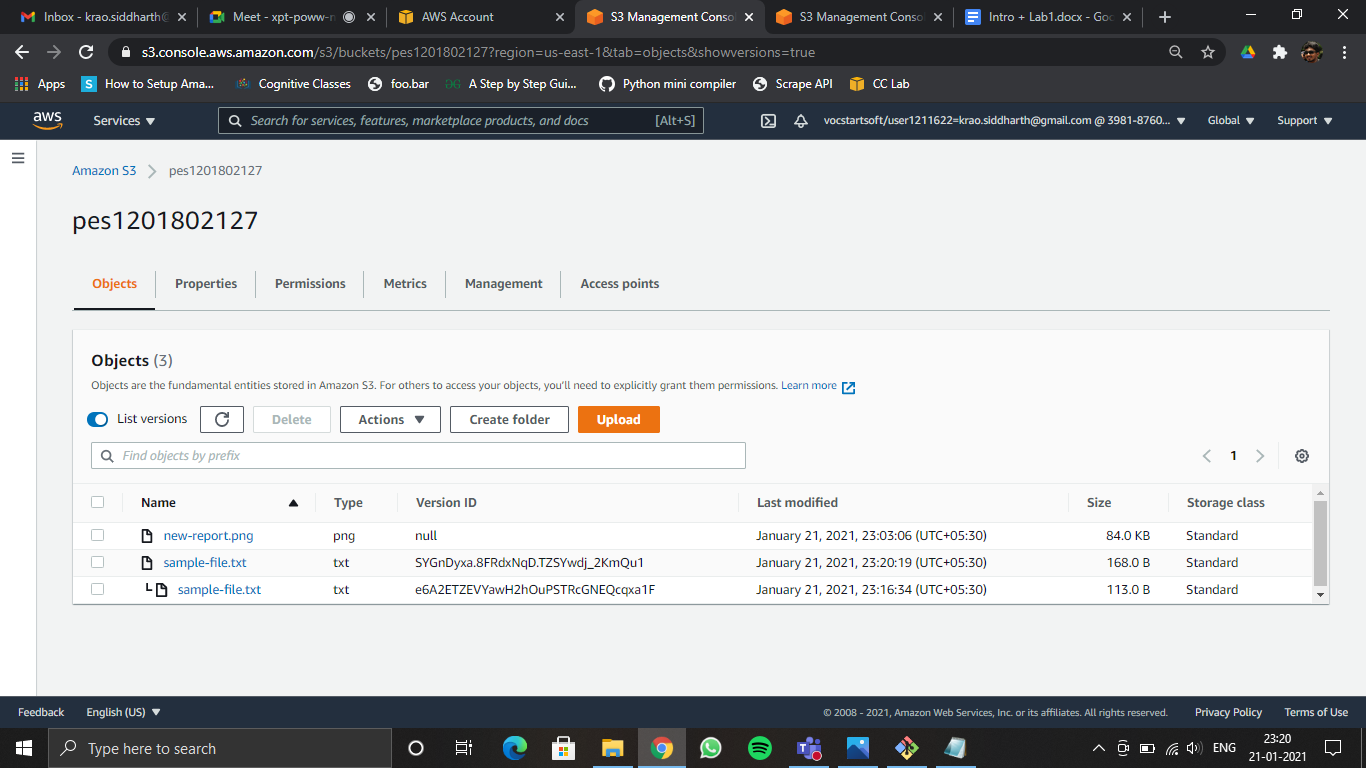 Inbox - krao.siddharth@
Meet - xpt-poww-n
AWS Account
S3 Management Conso
S3 Management Conso
Intro + Lab1.docx - Goo
s3.console.aws.amazon.com/s3/buckets/pes1201802127?region=us-east-1&tab=objects&showversions=true
Apps
How to Setup Ama...
Cognitive Classes
foo.bar
A Step by Step Gui...
Python mini compiler
Scrape API
CC Lab
aws
Services
Search for services, features, marketplace products, and docs
[Alt+S]
vocstartsoft/user1211622=krao.siddharth@gmail.com @ 3981-8760...
Global
Support
Amazon S3
pes1201802127
pes1201802127
Objects
Properties
Permissions
Metrics
Management
Access points
Objects (3)
Objects are the fundamental entities stored in Amazon S3. For others to access your objects, you'll need to explicitly grant them permissions. Learn more
List versions
Delete
Actions
Create folder
Upload
Find objects by prefix
1
Name Type Version ID Last modified Size Storage class
new-report.png png null January 21, 2021, 23:03:06 (UTC+05:30) 84.0 KB Standard
sample-file.txt txt SYGnDyxa.8FRdxNqD.TZSYwdj_2KmQu1 January 21, 2021, 23:20:19 (UTC+05:30) 168.0 B Standard
sample-file.txt txt e6A2ETZEVYawH2hOuPSTRcGNEQcqxa1F January 21, 2021, 23:16:34 (UTC+05:30) 113.0 B Standard
Feedback
English (US)
© 2008 - 2021, Amazon Web Services, Inc. or its affiliates. All rights reserved.
Privacy Policy
Terms of Use
Type here to search
ENG
23:20
21-01-2021